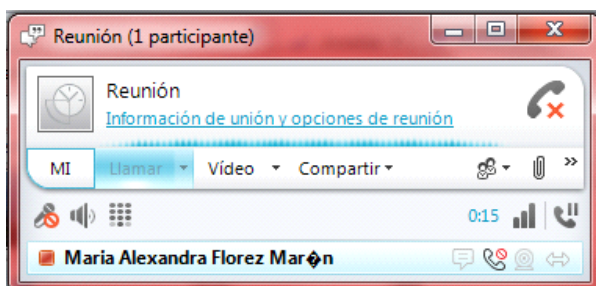 Reunión (1 participante)
Reunión
Información de unión y opciones de reunión
MI Llamar Vídeo Compartir
0:15
Maria Alexandra Florez Mar�n